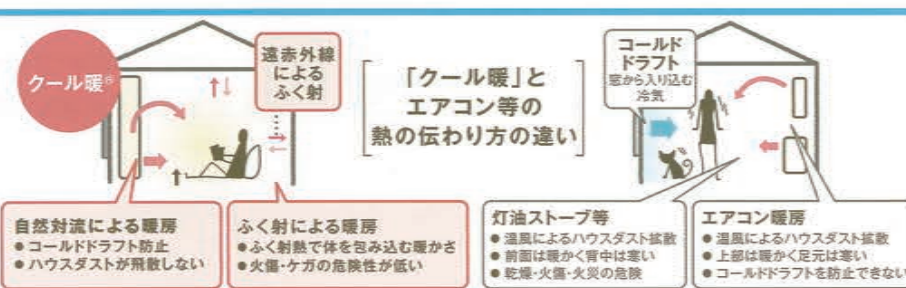 クール暖®
遠赤外線
による
ふく射
「クール暖」と
エアコン等の
熱の伝わり方の違い
コールド
ドラフト
窓から入り込む
冷気
自然対流による暖房
● コールドドラフト防止
● ハウスダストが飛散しない
ふく射による暖房
● ふく射熱で体を包み込む暖かさ
● 火傷・ケガの危険性が低い
灯油ストーブ等
● 温風によるハウスダスト拡散
● 前面は暖かく背中は寒い
● 乾燥・火傷・火災の危険
エアコン暖房
● 温風によるハウスダスト拡散
● 上部は暖かく足元は寒い
● コールドドラフトを防止できない